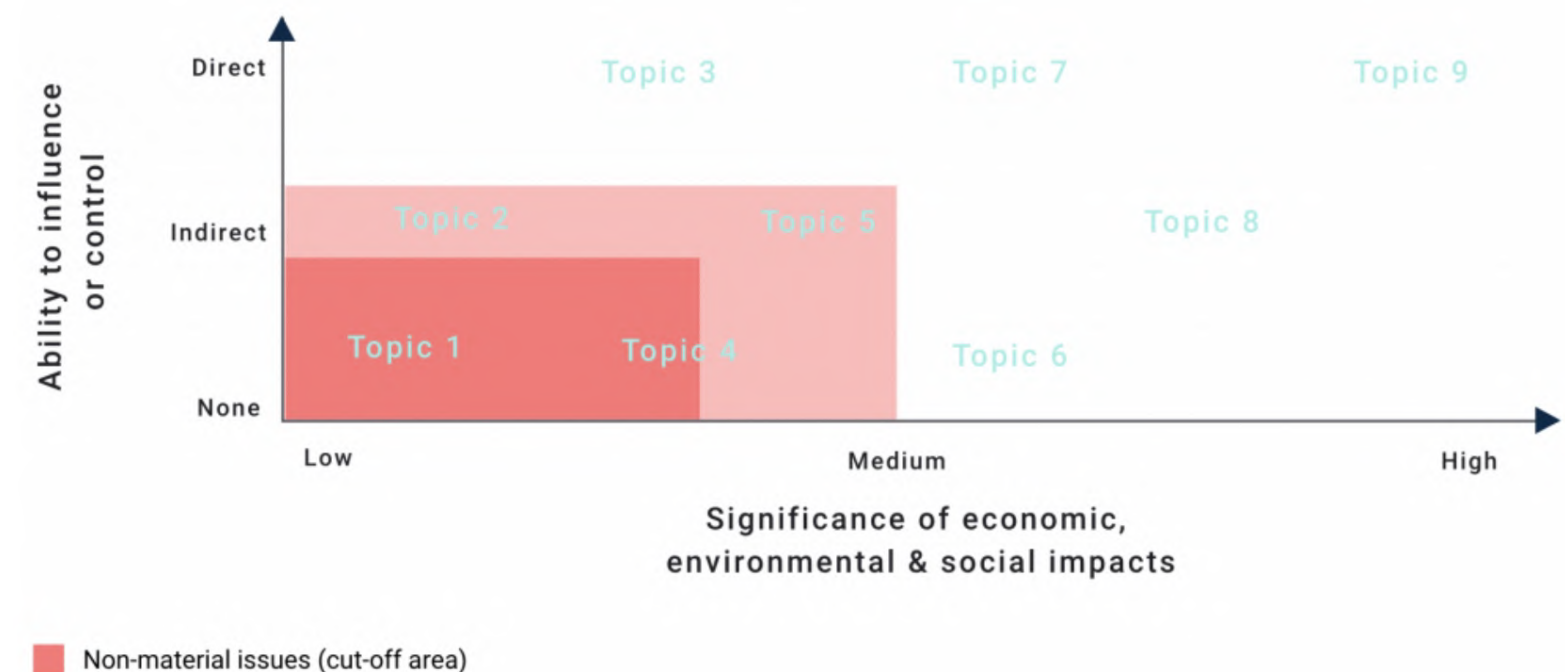 Direct
Topic 3
Topic 7
Topic 9
Ability to influence
or control
Indirect
Topic 2
Topic 5
Topic 8
Topic 1
Topic 4
Topic 6
None
Low
Medium
High
Significance of economic,
environmental & social impacts
Non-material issues (cut-off area)